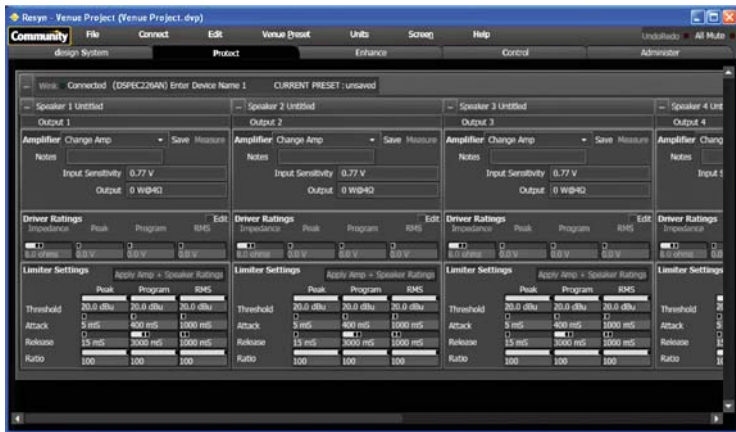 Resyn - Venue Project (Venue Project.dvp)
Community File Connect Edit Venue Preset Units Screen Help Undo Redo All Mute
design System Protect Enhance Control Administer
Wink Connected (DSPEC226AN) Enter Device Name 1 CURRENT PRESET : unsaved
Speaker 1 Untitled Speaker 2 Untitled Speaker 3 Untitled Speaker 4 Unt
Output 1 Output 2 Output 3 Output 4
Amplifier Change Amp Save Measure Amplifier Change Amp Save Measure Amplifier Change Amp Save Measure Amplifier Chang
Notes Notes Notes Notes
Input Sensitivity 0.77 V Input Sensitivity 0.77 V Input Sensitivity 0.77 V Input S
Output 0 W@4Ω Output 0 W@4Ω Output 0 W@4Ω
Driver Ratings Edit Driver Ratings Edit Driver Ratings Edit Driver Ratings
Impedance Peak Program RMS Impedance Peak Program RMS Impedance Peak Program RMS Impedance
8.0 ohms 0.0 V 0.0 V 0.0 V 8.0 ohms 0.0 V 0.0 V 0.0 V 8.0 ohms 0.0 V 0.0 V 0.0 V 8.0 ohms 0.0
Limiter Settings Apply Amp + Speaker Ratings Limiter Settings Apply Amp + Speaker Ratings Limiter Settings Apply Amp + Speaker Ratings Limiter Settings
Peak Program RMS Peak Program RMS Peak Program RMS
Threshold 20.0 dBu 20.0 dBu 20.0 dBu Threshold 20.0 dBu 20.0 dBu 20.0 dBu Threshold 20.0 dBu 20.0 dBu 20.0 dBu Threshold
Attack 5 mS 400 mS 1000 mS Attack 5 mS 400 mS 1000 mS Attack 5 mS 400 mS 1000 mS Attack
Release 15 mS 3000 mS 1000 mS Release 15 mS 3000 mS 1000 mS Release 15 mS 3000 mS 1000 mS Release
Ratio 100 100 100 Ratio 100 100 100 Ratio 100 100 100 Ratio